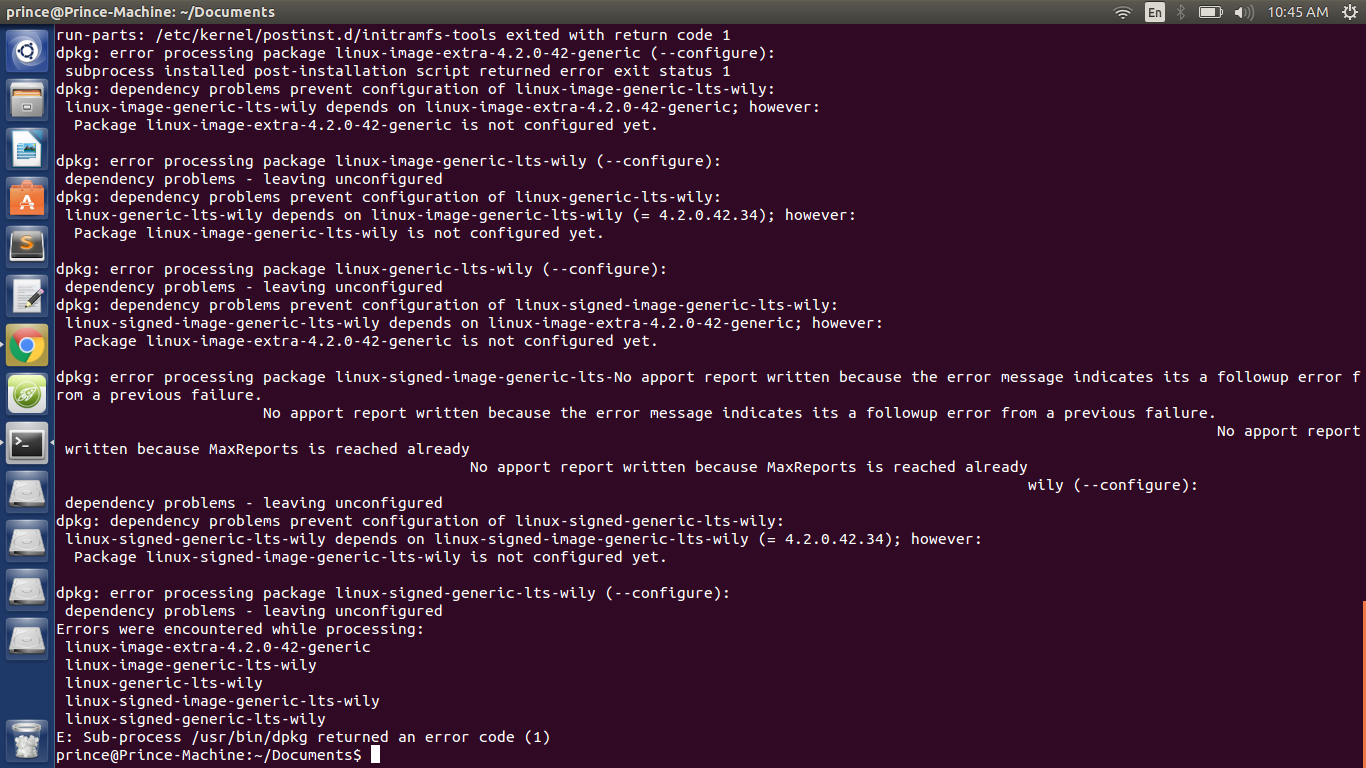 prince@Prince-Machine: ~/Documents
En
10:45 AM
run-parts: /etc/kernel/postinst.d/initramfs-tools exited with return code 1
dpkg: error processing package linux-image-extra-4.2.0-42-generic (--configure):
 subprocess installed post-installation script returned error exit status 1
dpkg: dependency problems prevent configuration of linux-image-generic-lts-wily:
 linux-image-generic-lts-wily depends on linux-image-extra-4.2.0-42-generic; however:
  Package linux-image-extra-4.2.0-42-generic is not configured yet.

dpkg: error processing package linux-image-generic-lts-wily (--configure):
 dependency problems - leaving unconfigured
dpkg: dependency problems prevent configuration of linux-generic-lts-wily:
 linux-generic-lts-wily depends on linux-image-generic-lts-wily (= 4.2.0.42.34); however:
  Package linux-image-generic-lts-wily is not configured yet.

dpkg: error processing package linux-generic-lts-wily (--configure):
 dependency problems - leaving unconfigured
dpkg: dependency problems prevent configuration of linux-signed-image-generic-lts-wily:
 linux-signed-image-generic-lts-wily depends on linux-image-extra-4.2.0-42-generic; however:
  Package linux-image-extra-4.2.0-42-generic is not configured yet.

dpkg: error processing package linux-signed-image-generic-lts-No apport report written because the error message indicates its a followup error f
rom a previous failure.
                       No apport report written because the error message indicates its a followup error from a previous failure.
No apport report
 written because MaxReports is reached already
                                              No apport report written because MaxReports is reached already
wily (--configure):
 dependency problems - leaving unconfigured
dpkg: dependency problems prevent configuration of linux-signed-generic-lts-wily:
 linux-signed-generic-lts-wily depends on linux-signed-image-generic-lts-wily (= 4.2.0.42.34); however:
  Package linux-signed-image-generic-lts-wily is not configured yet.

dpkg: error processing package linux-signed-generic-lts-wily (--configure):
 dependency problems - leaving unconfigured
Errors were encountered while processing:
 linux-image-extra-4.2.0-42-generic
 linux-image-generic-lts-wily
 linux-generic-lts-wily
 linux-signed-image-generic-lts-wily
 linux-signed-generic-lts-wily
E: Sub-process /usr/bin/dpkg returned an error code (1)
prince@Prince-Machine:~/Documents$